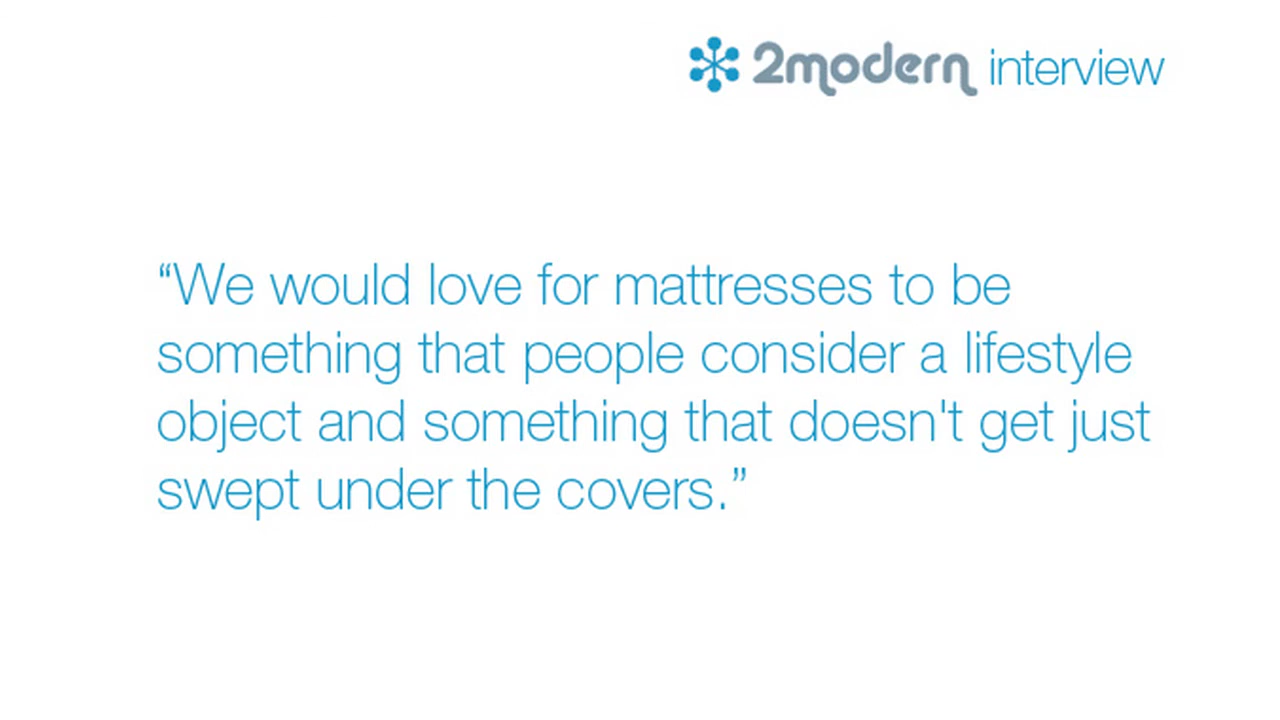 2modern interview
“We would love for mattresses to be
something that people consider a lifestyle
object and something that doesn't get just
swept under the covers.”